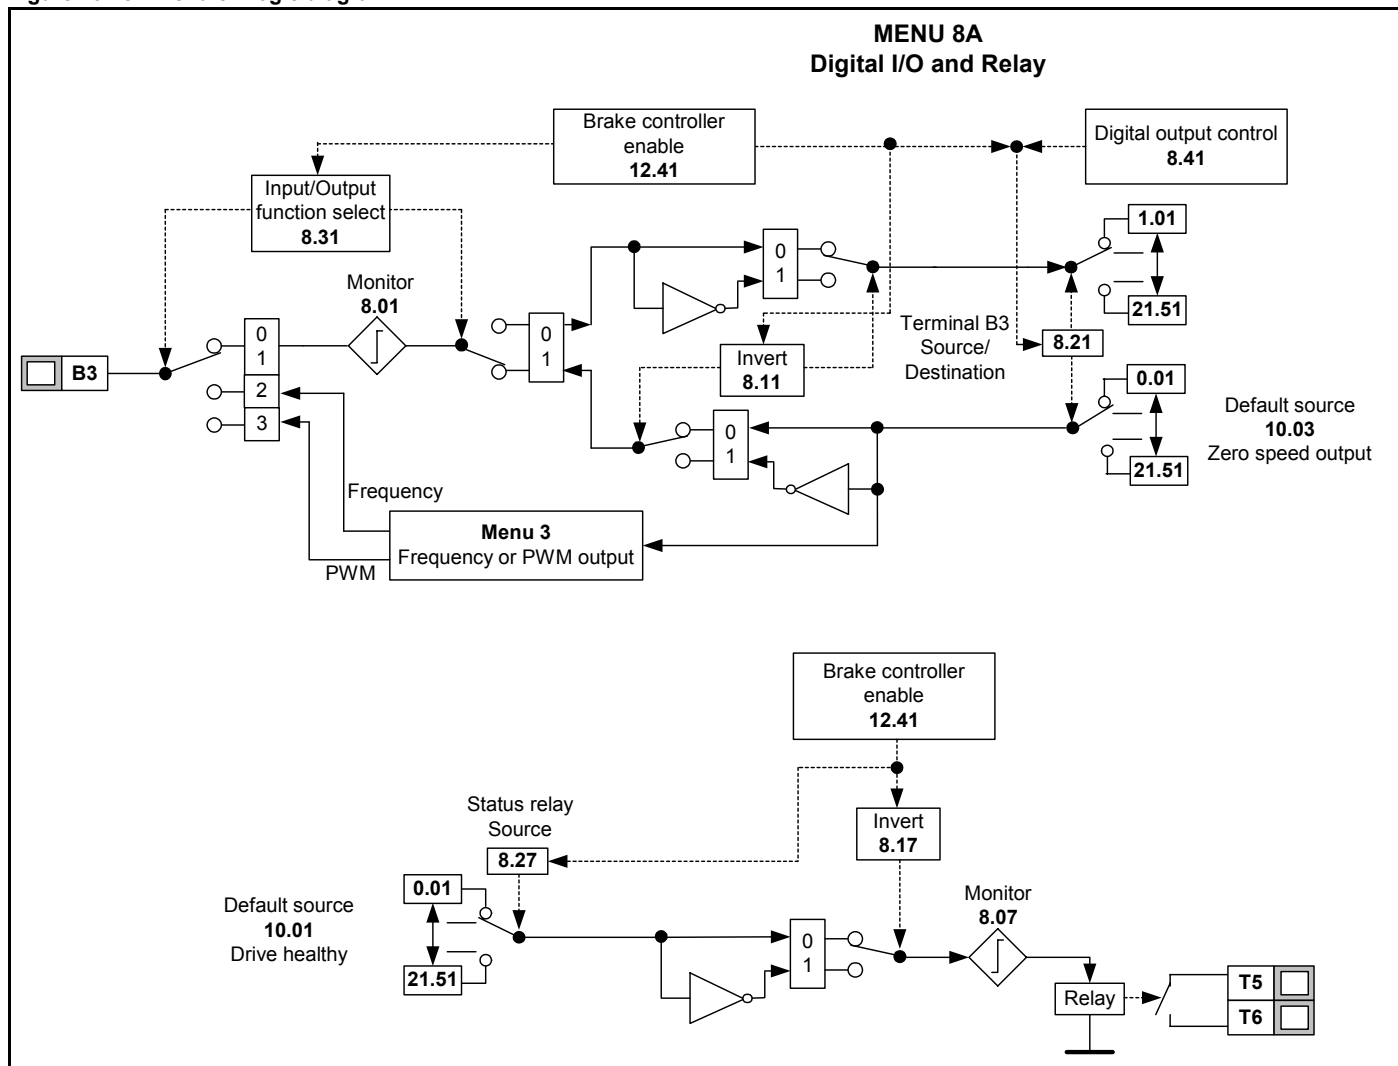 MENU 8A
Digital I/O and Relay
Brake controller
enable
12.41
Digital output control
8.41
Input/Output
function select
8.31
1.01
21.51
Monitor
8.01
0
1
0
1
2
3
B3
0
1
Invert
8.11
Terminal B3
Source/
Destination
8.21
0.01
21.51
Default source
10.03
Zero speed output
0
1
Frequency
PWM
Menu 3
Frequency or PWM output
Brake controller
enable
12.41
Status relay
Source
8.27
Invert
8.17
0.01
21.51
Default source
10.01
Drive healthy
0
1
Monitor
8.07
Relay
T5
T6